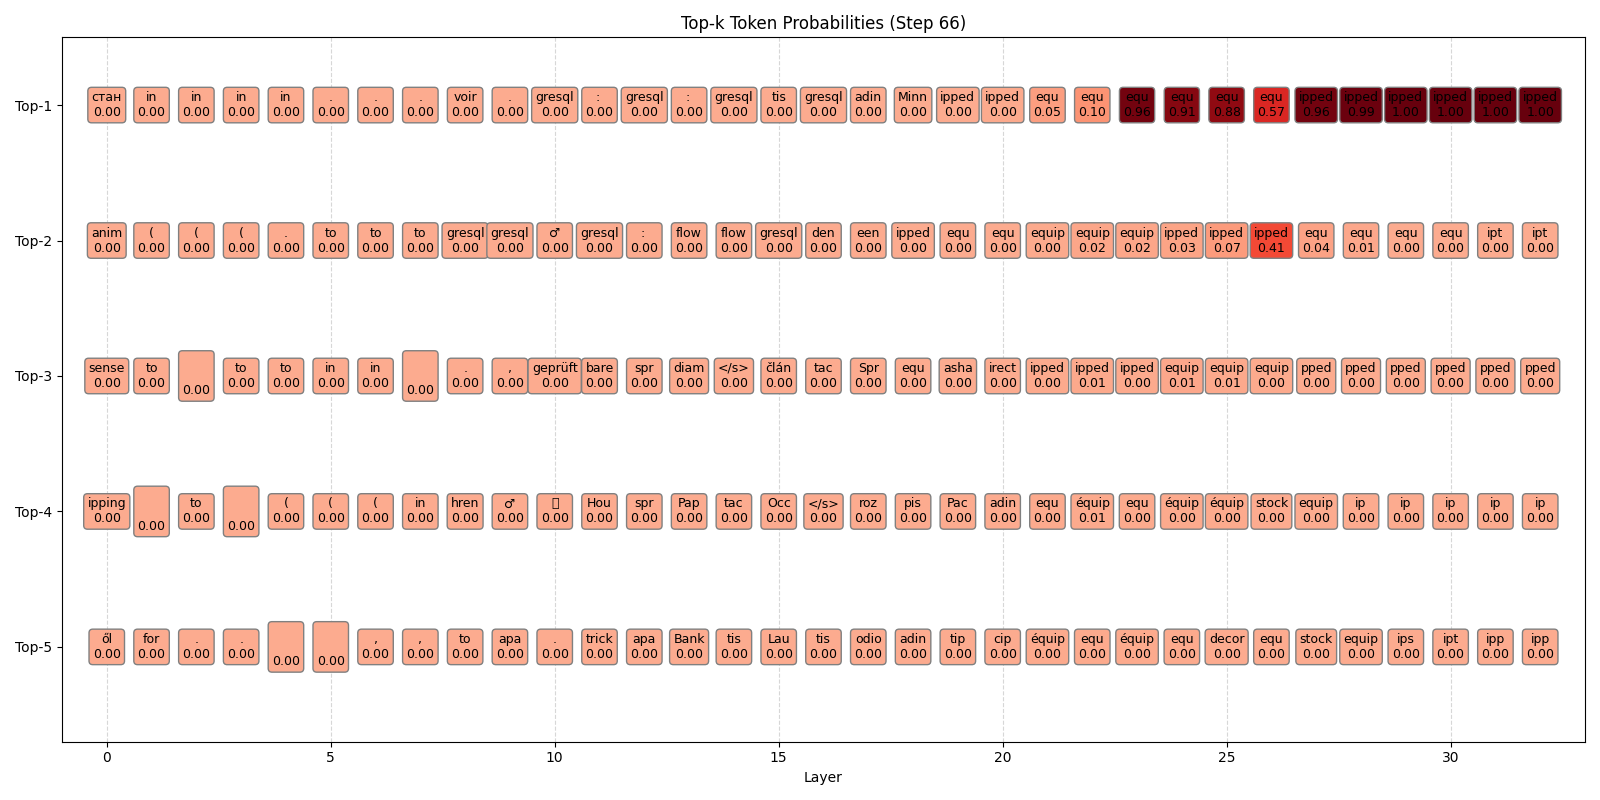 Top-k Token Probabilities (Step 66)
Top-1
стан in in in in . . . voir . gresql : gresql : gresql tis gresql adin Minn ipped ipped equ equ equ equ equ equ ipped ipped ipped ipped ipped ipped
0.00 0.00 0.00 0.00 0.00 0.00 0.00 0.00 0.00 0.00 0.00 0.00 0.00 0.00 0.00 0.00 0.00 0.00 0.00 0.00 0.00 0.05 0.10 0.96 0.91 0.88 0.57 0.96 0.99 1.00 1.00 1.00 1.00
Top-2
anim ( ( ( . to to to gresql gresql ♂ gresql : flow flow gresql den een ipped equ equ equip equip equip ipped ipped ipped equ equ equ equ ipt ipt
0.00 0.00 0.00 0.00 0.00 0.00 0.00 0.00 0.00 0.00 0.00 0.00 0.00 0.00 0.00 0.00 0.00 0.00 0.00 0.00 0.00 0.00 0.02 0.02 0.03 0.07 0.41 0.04 0.01 0.00 0.00 0.00 0.00
Top-3
sense to to to in in . , geprüft bare spr diam </s> člán tac Spr equ asha irect ipped ipped ipped equip equip equip pped pped pped pped pped pped
0.00 0.00 0.00 0.00 0.00 0.00 0.00 0.00 0.00 0.00 0.00 0.00 0.00 0.00 0.00 0.00 0.00 0.00 0.00 0.00 0.00 0.00 0.01 0.00 0.01 0.01 0.00 0.00 0.00 0.00 0.00 0.00 0.00
Top-4
ipping to ( ( ( in hren ♂ Hou spr Pap tac Occ </s> roz pis Pac adin equ équip equ équip équip stock equip ip ip ip ip ip
0.00 0.00 0.00 0.00 0.00 0.00 0.00 0.00 0.00 0.00 0.00 0.00 0.00 0.00 0.00 0.00 0.00 0.00 0.00 0.00 0.00 0.00 0.01 0.00 0.00 0.00 0.00 0.00 0.00 0.00 0.00 0.00 0.00
Top-5
ől for . . , , to apa . trick apa Bank tis Lau tis odio adin tip cip équip equ équip equ decor equ stock equip ips ipt ipp ipp
0.00 0.00 0.00 0.00 0.00 0.00 0.00 0.00 0.00 0.00 0.00 0.00 0.00 0.00 0.00 0.00 0.00 0.00 0.00 0.00 0.00 0.00 0.00 0.00 0.00 0.00 0.00 0.00 0.00 0.00 0.00 0.00 0.00
0 5 10 15 20 25 30
Layer